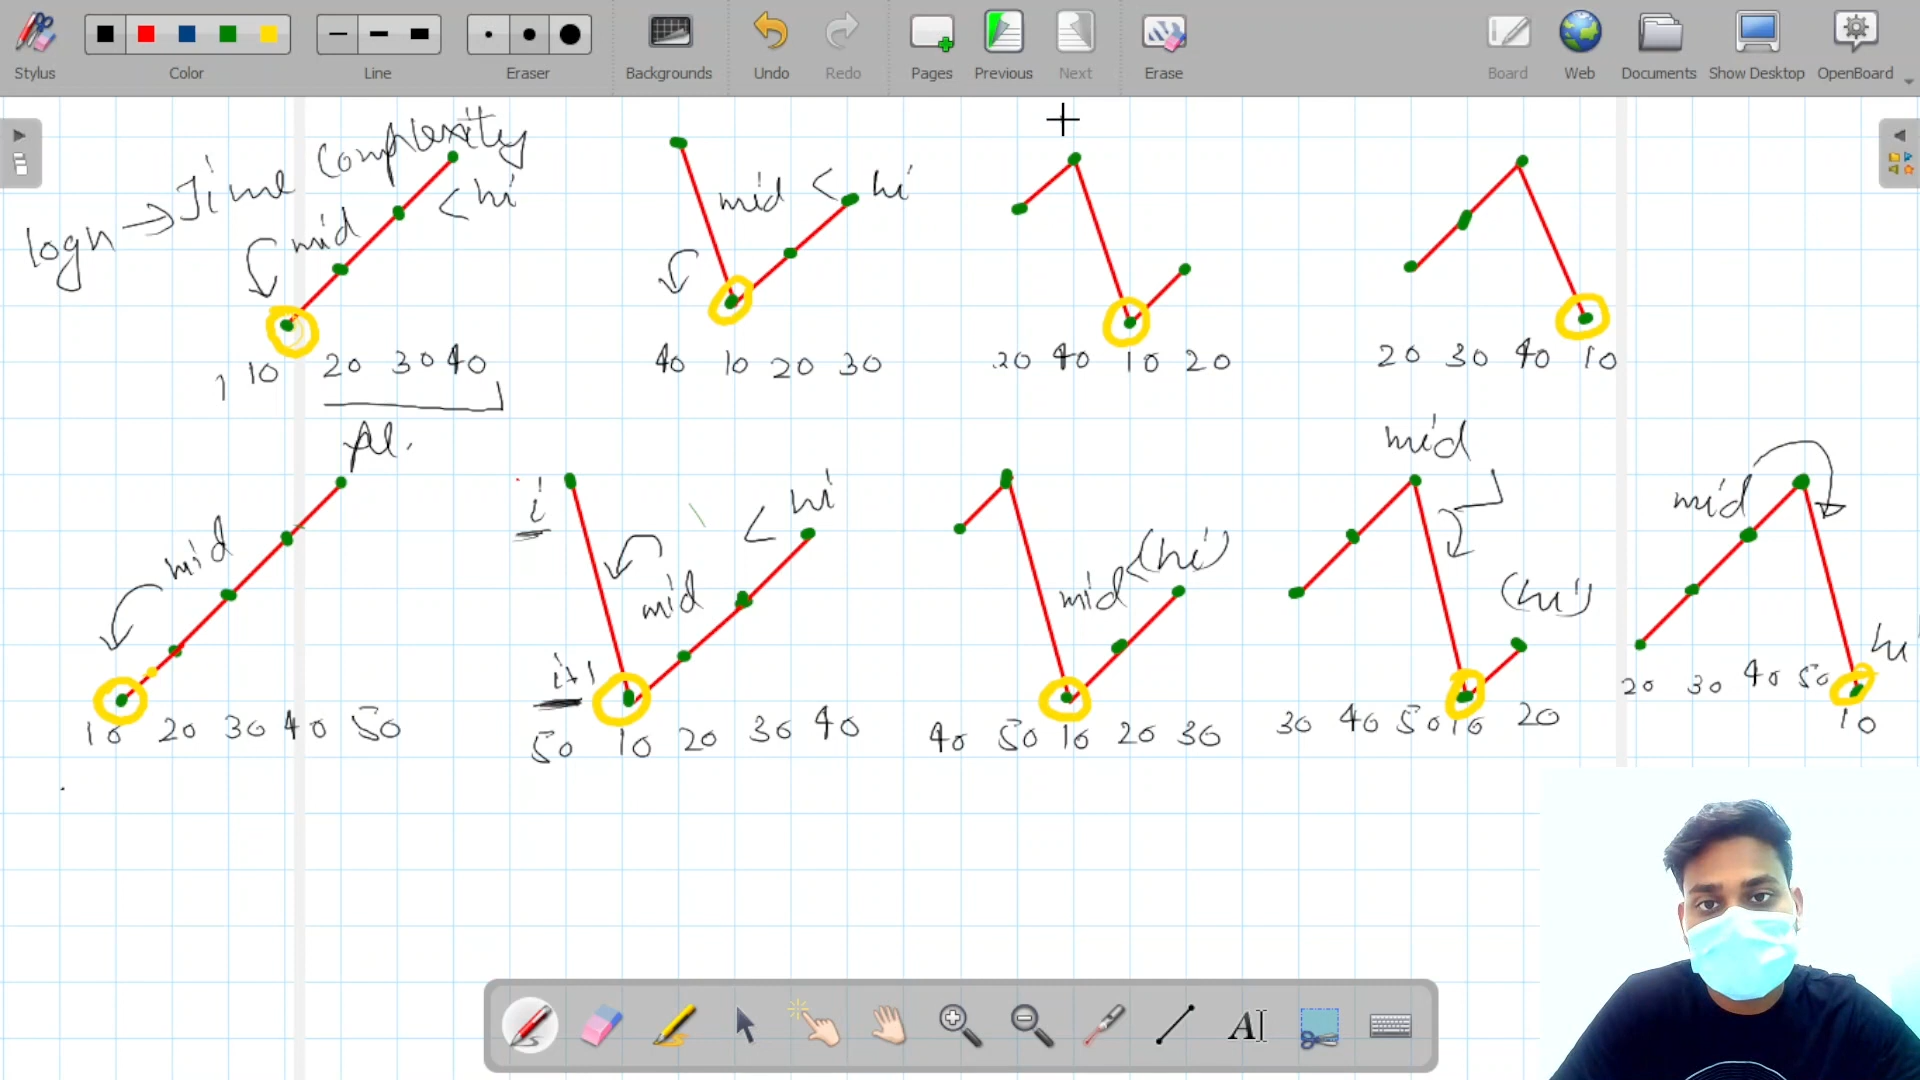 Stylus
Color
Line
Eraser
Backgrounds
Undo
Redo
Pages
Previous
Next
Erase
Board
Web
Documents
Show Desktop
OpenBoard
logn → Time Complexity
mid < hi
1 10 20 30 40
mid < hi
40 10 20 30
20 40 10 20
20 30 40 10
mid
10 20 30 40 50
i
i+1
mid < hi
50 10 20 30 40
mid < (hi)
40 50 10 20 30
mid
(hi)
30 40 50 10 20
mid
hi
20 30 40 50 10